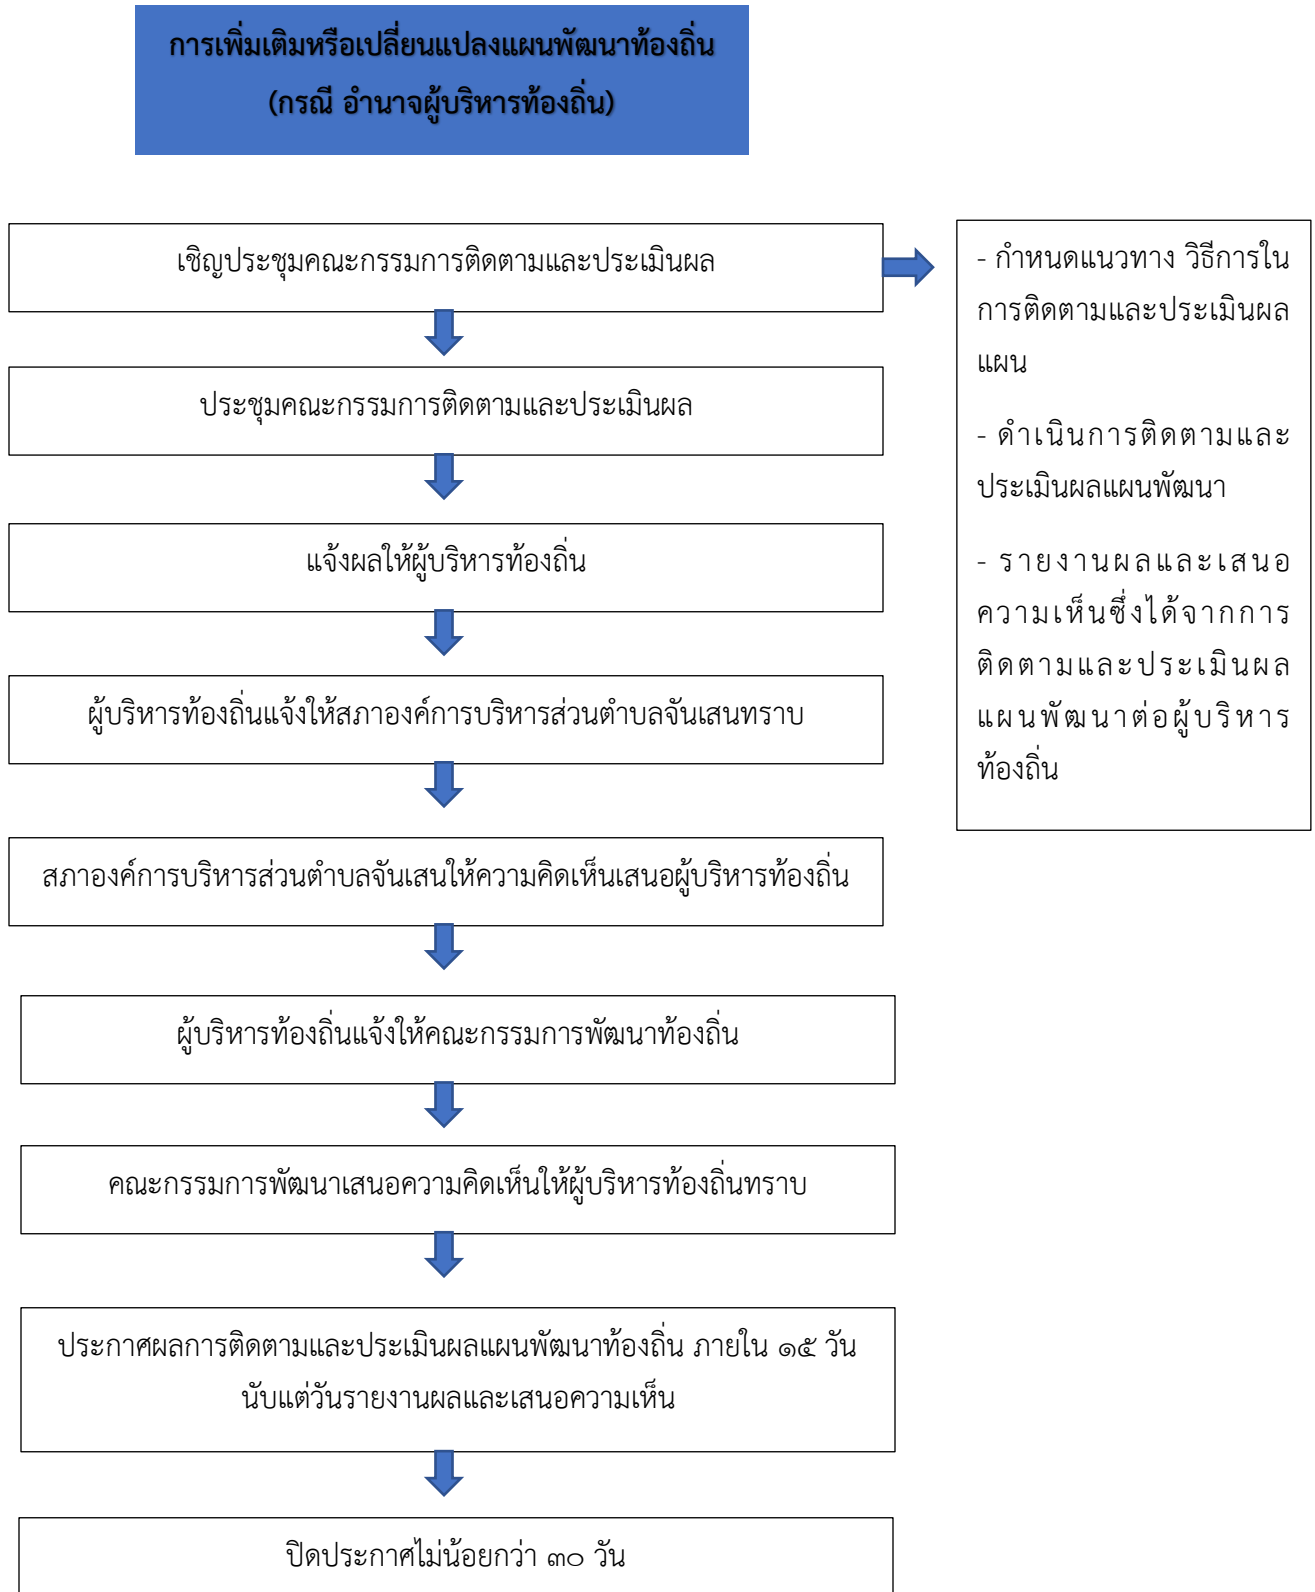 การเพิ่มเติมหรือเปลี่ยนแปลงแผนพัฒนาท้องถิ่น
(กรณี อำนาจผู้บริหารท้องถิ่น)
เชิญประชุมคณะกรรมการติดตามและประเมินผล
- กำหนดแนวทาง วิธีการใน
การติดตามและประเมินผล
แผน
- ดำเนินการติดตามและ
ประเมินผลแผนพัฒนา
- รายงานผลและเสนอ
ความเห็นซึ่งได้จากการ
ติดตามและประเมินผล
แผนพัฒนาต่อผู้บริหาร
ท้องถิ่น
ประชุมคณะกรรมการติดตามและประเมินผล
แจ้งผลให้ผู้บริหารท้องถิ่น
ผู้บริหารท้องถิ่นแจ้งให้สภาองค์การบริหารส่วนตำบลจันเสนทราบ
สภาองค์การบริหารส่วนตำบลจันเสนให้ความคิดเห็นเสนอผู้บริหารท้องถิ่น
ผู้บริหารท้องถิ่นแจ้งให้คณะกรรมการพัฒนาท้องถิ่น
คณะกรรมการพัฒนาเสนอความคิดเห็นให้ผู้บริหารท้องถิ่นทราบ
ประกาศผลการติดตามและประเมินผลแผนพัฒนาท้องถิ่น ภายใน ๑๕ วัน
นับแต่วันรายงานผลและเสนอความเห็น
ปิดประกาศไม่น้อยกว่า ๓๐ วัน